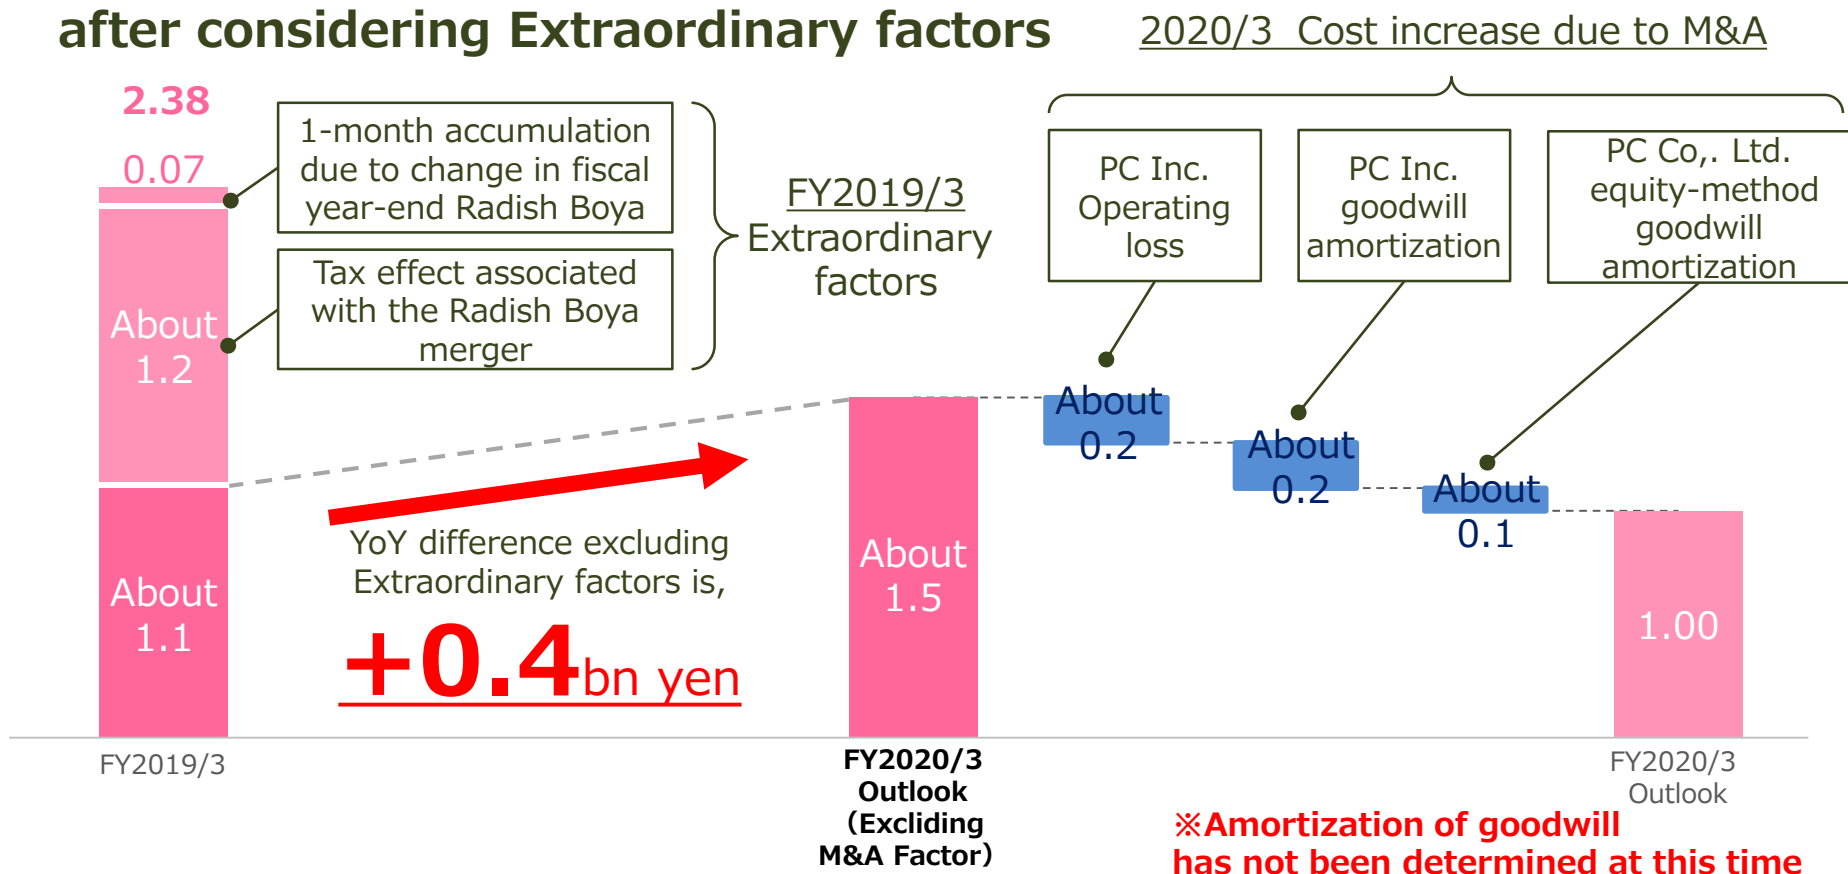 after considering Extraordinary factors
2020/3  Cost increase due to M&A
2.38
0.07
1-month accumulation
due to change in fiscal
year-end Radish Boya
Tax effect associated
with the Radish Boya
merger
FY2019/3
Extraordinary
factors
PC Inc.
Operating
loss
PC Inc.
goodwill
amortization
PC Co,. Ltd.
equity-method
goodwill
amortization
About
1.2
About
1.1
YoY difference excluding
Extraordinary factors is,
+0.4bn yen
About
1.5
About
0.2
About
0.2
About
0.1
1.00
FY2019/3
FY2020/3
Outlook
（Excliding
M&A Factor）
FY2020/3
Outlook
※Amortization of goodwill
has not been determined at this time